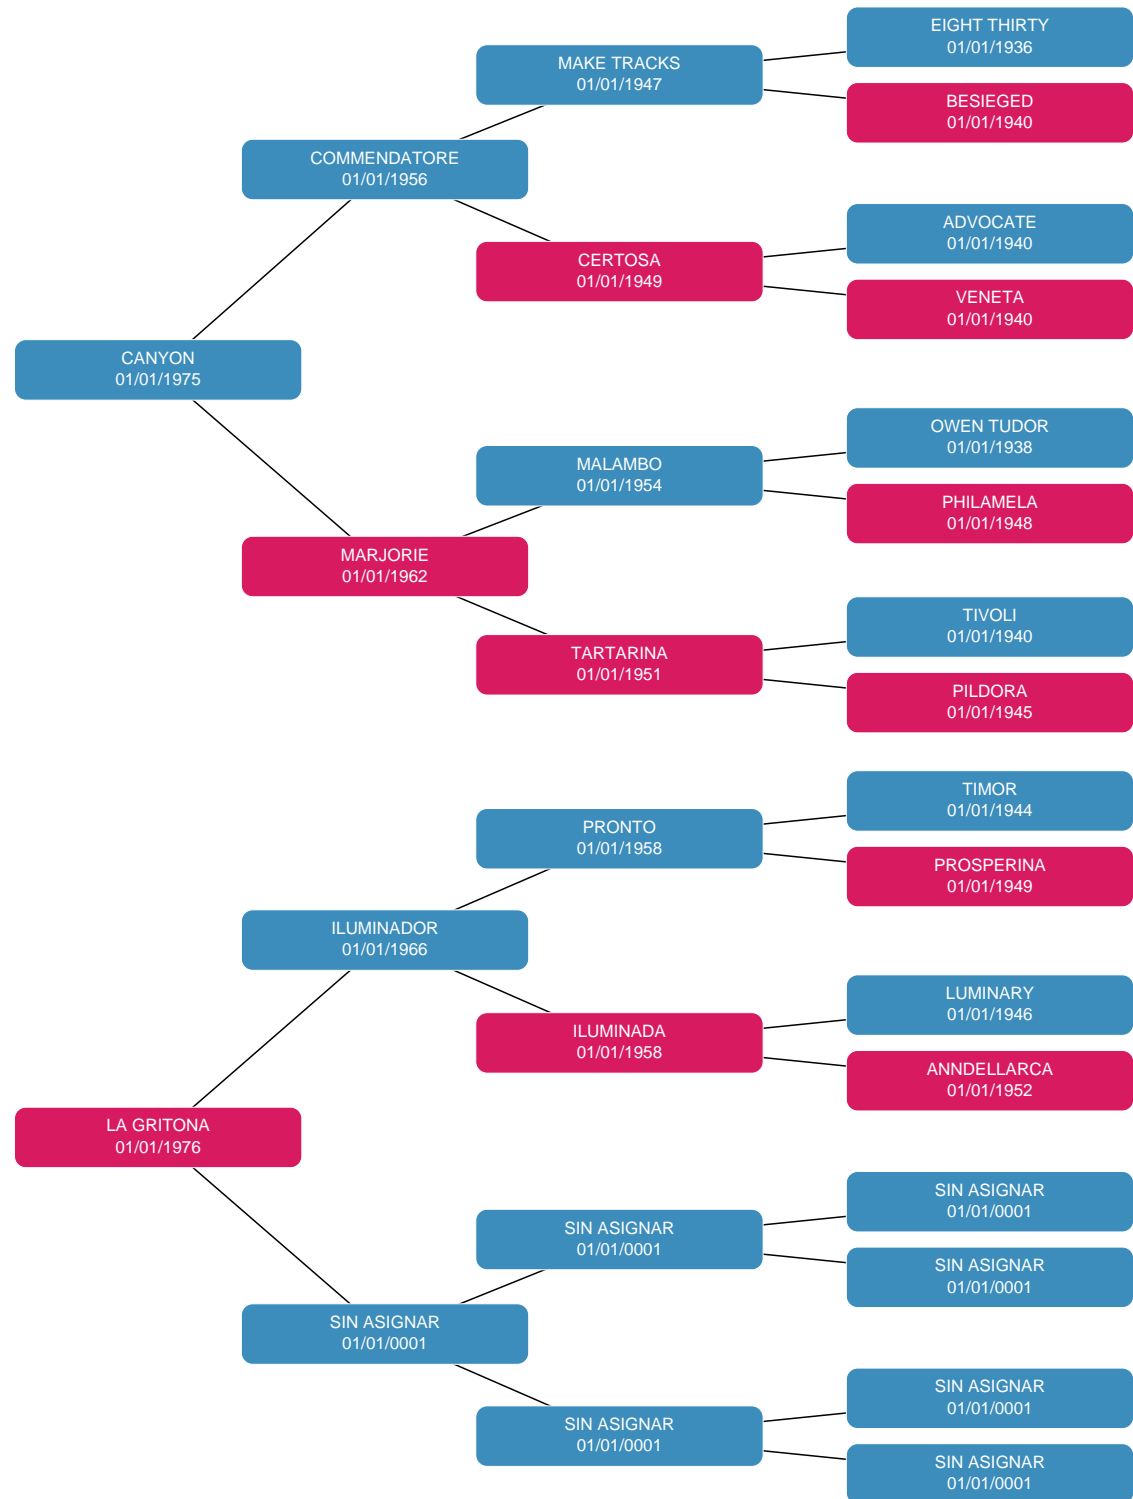 EIGHT THIRTY
01/01/1936
MAKE TRACKS
01/01/1947
BESIEGED
01/01/1940
COMMENDATORE
01/01/1956
ADVOCATE
01/01/1940
CERTOSA
01/01/1949
VENETA
01/01/1940
CANYON
01/01/1975
OWEN TUDOR
01/01/1938
MALAMBO
01/01/1954
PHILAMELA
01/01/1948
MARJORIE
01/01/1962
TIVOLI
01/01/1940
TARTARINA
01/01/1951
PILDORA
01/01/1945
TIMOR
01/01/1944
PRONTO
01/01/1958
PROSPERINA
01/01/1949
ILUMINADOR
01/01/1966
LUMINARY
01/01/1946
ILUMINADA
01/01/1958
ANNDELLARCA
01/01/1952
LA GRITONA
01/01/1976
SIN ASIGNAR
01/01/0001
SIN ASIGNAR
01/01/0001
SIN ASIGNAR
01/01/0001
SIN ASIGNAR
01/01/0001
SIN ASIGNAR
01/01/0001
SIN ASIGNAR
01/01/0001
SIN ASIGNAR
01/01/0001